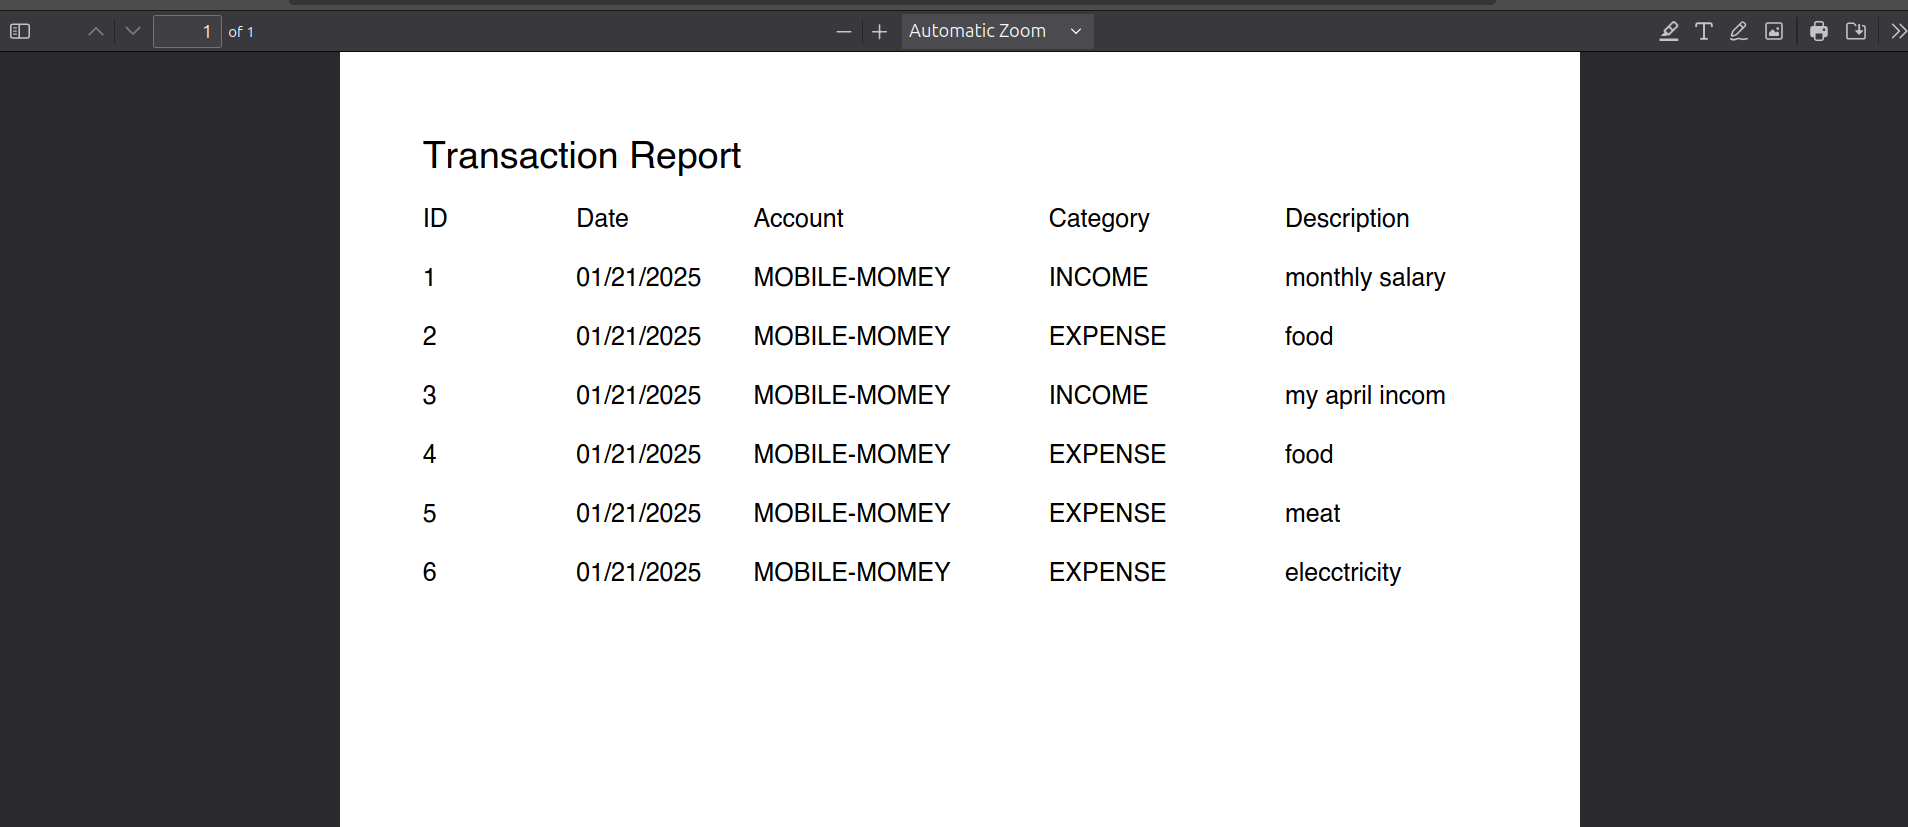 1 of 1 Automatic Zoom
Transaction Report
ID Date Account Category Description
1 01/21/2025 MOBILE-MOMEY INCOME monthly salary
2 01/21/2025 MOBILE-MOMEY EXPENSE food
3 01/21/2025 MOBILE-MOMEY INCOME my april incom
4 01/21/2025 MOBILE-MOMEY EXPENSE food
5 01/21/2025 MOBILE-MOMEY EXPENSE meat
6 01/21/2025 MOBILE-MOMEY EXPENSE elecctricity